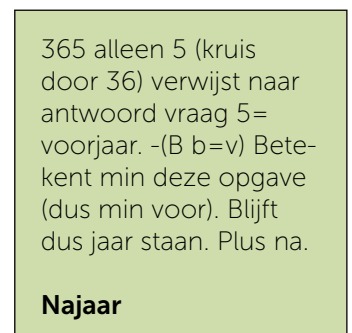 365 alleen 5 (kruis
door 36) verwijst naar
antwoord vraag 5=
voorjaar. -(B b=v) Bete-
kent min deze opgave
(dus min voor). Blijft
dus jaar staan. Plus na.
Najaar